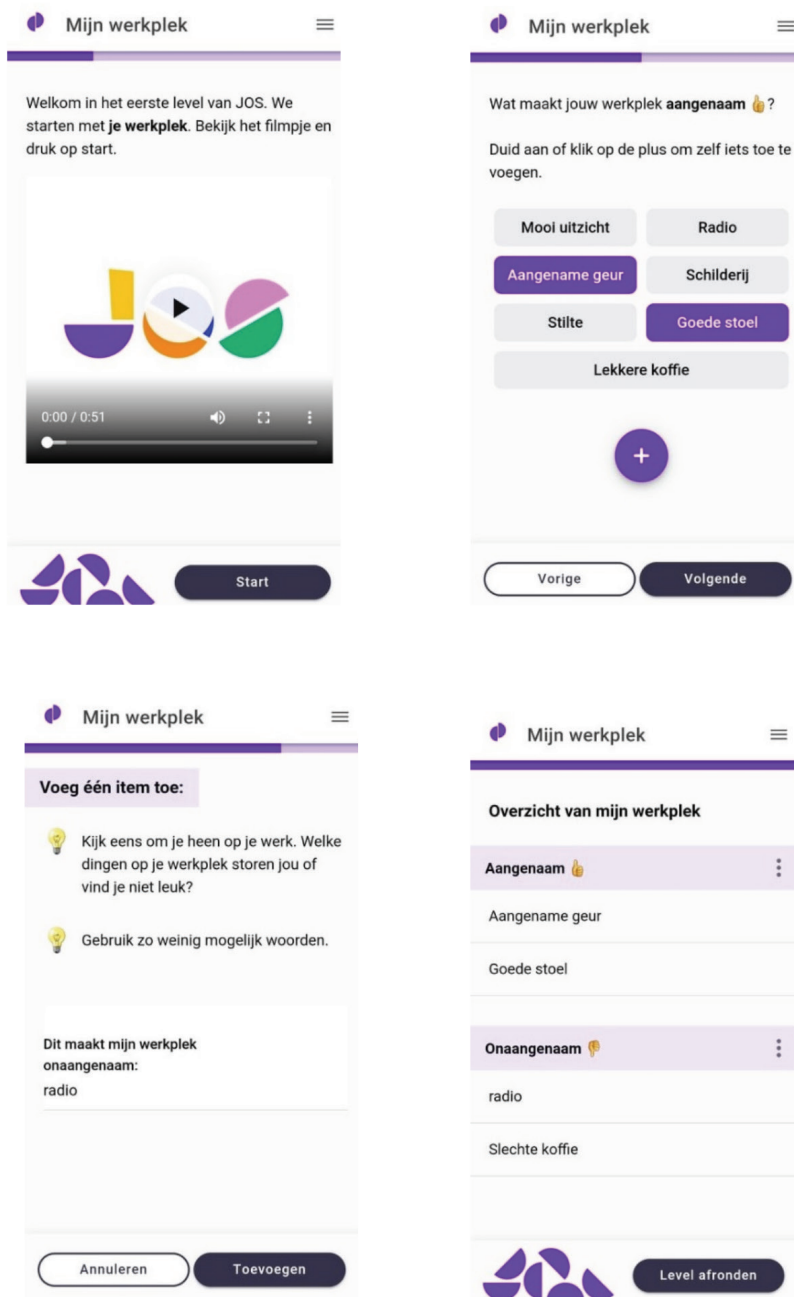 Mijn werkplek
Welkom in het eerste level van JOS. We
starten met je werkplek. Bekijk het filmpje en
druk op start.
JOS
0:00 / 0:51
Start
Mijn werkplek
Wat maakt jouw werkplek aangenaam 👍?
Duid aan of klik op de plus om zelf iets toe te
voegen.
Mooi uitzicht
Radio
Aangename geur
Schilderij
Stilte
Goede stoel
Lekkere koffie
+
Vorige
Volgende
Mijn werkplek
Voeg één item toe:
Kijk eens om je heen op je werk. Welke
dingen op je werkplek storen jou of
vind je niet leuk?
Gebruik zo weinig mogelijk woorden.
Dit maakt mijn werkplek
onaangenaam:
radio
Annuleren
Toevoegen
Mijn werkplek
Overzicht van mijn werkplek
Aangenaam 👍
Aangename geur
Goede stoel
Onaangenaam 👎
radio
Slechte koffie
Level afronden